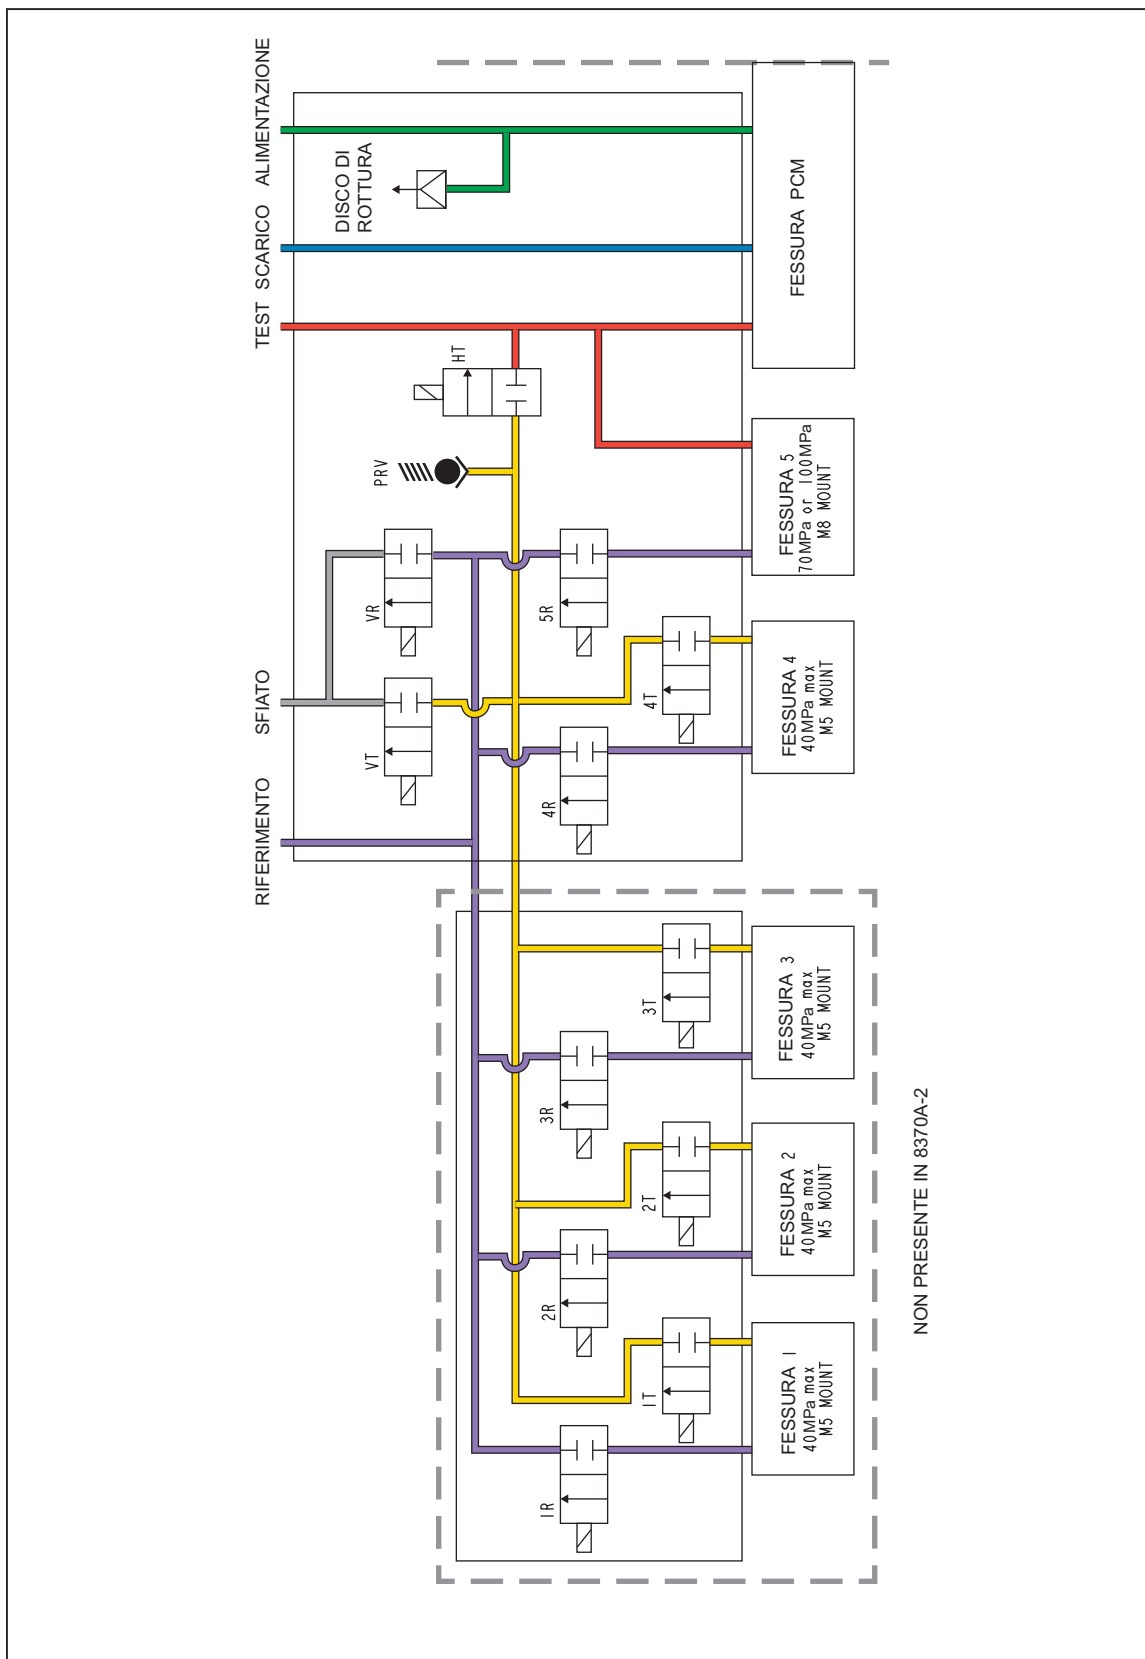 RIFERIMENTO
SFIATO
TEST
SCARICO
ALIMENTAZIONE
DISCO DI
ROTTURA
VT
VR
PRV
HT
1R
2R
3R
4R
5R
1T
2T
3T
4T
FESSURA 1
40MPa max
M5 MOUNT
FESSURA 2
40MPa max
M5 MOUNT
FESSURA 3
40MPa max
M5 MOUNT
FESSURA 4
40MPa max
M5 MOUNT
FESSURA 5
70MPa or 100MPa
M8 MOUNT
FESSURA PCM
NON PRESENTE IN 8370A-2